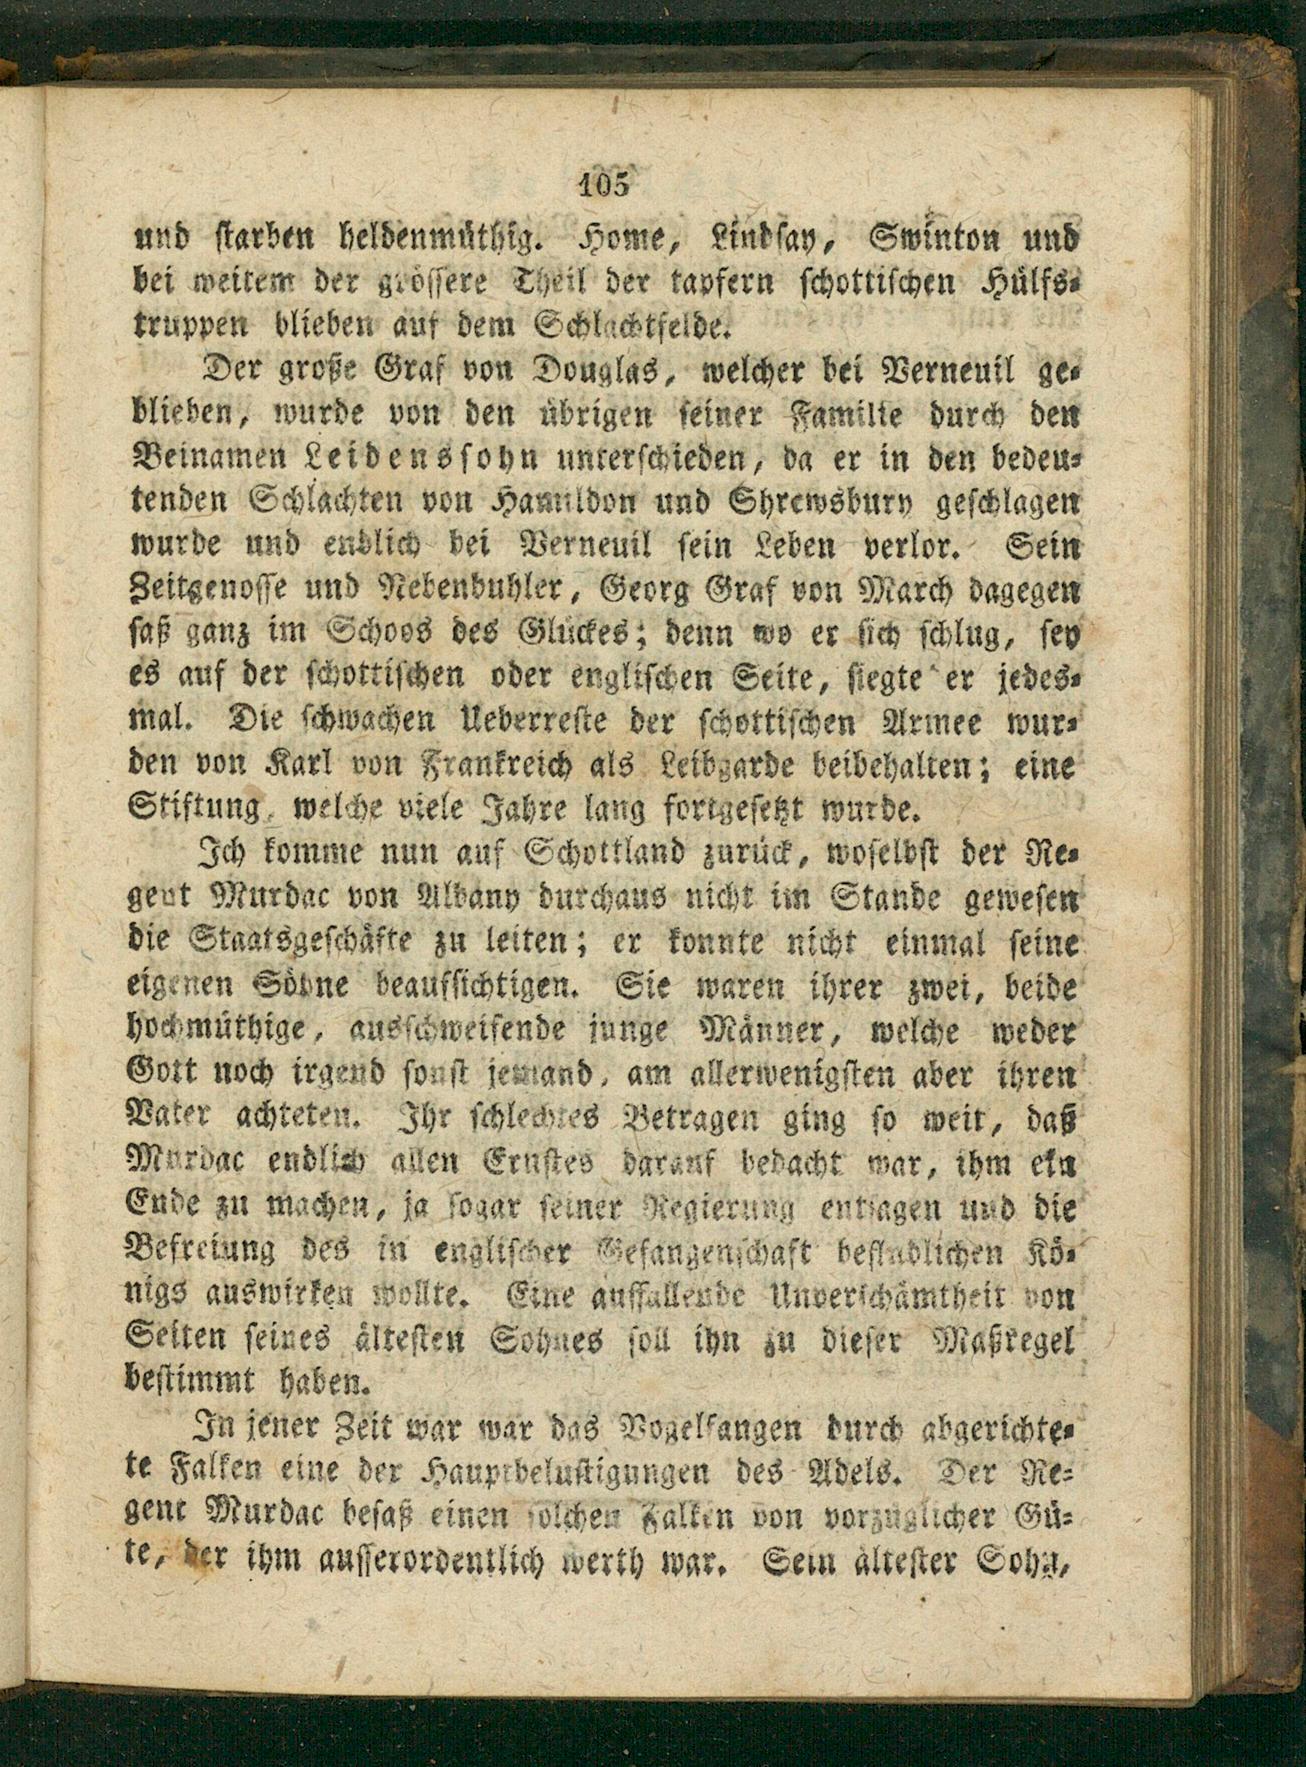 105
und starben heldenmüthig. Home, Lindsay, Swinton und
bei weitem der grössere Theil der tapfern schottischen Hülfs-
truppen blieben auf dem Schlachtfelde.
Der große Graf von Douglas, welcher bei Verneuil ge-
blieben, wurde von den übrigen seiner Familie durch den
Beinamen Leidenssohn unterschieden, da er in den bedeu-
tenden Schlachten von Hamildon und Shrewsbury geschlagen
wurde und endlich bei Verneuil sein Leben verlor. Sein
Zeitgenosse und Nebenbuhler, Georg Graf von March dagegen
saß ganz im Schoos des Glückes; denn wo er sich schlug, sey
es auf der schottischen oder englischen Seite, siegte er jedes-
mal. Die schwachen Ueberreste der schottischen Armee wur-
den von Karl von Frankreich als Leibgarde beibehalten; eine
Stiftung, welche viele Jahre lang fortgesetzt wurde.
Ich komme nun auf Schottland zurück, woselbst der Re-
gent Murdac von Albany durchaus nicht im Stande gewesen
die Staatsgeschäfte zu leiten; er konnte nicht einmal seine
eigenen Söhne beaufsichtigen. Sie waren ihrer zwei, beide
hochmüthige, ausschweifende junge Männer, welche weder
Gott noch irgend sonst jemand, am allerwenigsten aber ihren
Vater achteten. Ihr schlechtes Betragen ging so weit, daß
Murdac endlich allen Ernstes darauf bedacht war, ihm ein
Ende zu machen, ja sogar seiner Regierung entsagen und die
Befreiung des in englischer Gefangenschaft befindlichen Kö-
nigs auswirken wollte. Eine auffallende Unverschämtheit von
Seiten seines ältesten Sohnes soll ihn zu dieser Maßregel
bestimmt haben.
In jener Zeit war war das Vogelfangen durch abgerichte-
te Falken eine der Hauptbelustigungen des Adels. Der Re-
gent Murdac besaß einen solchen Falken von vorzüglicher Gü-
te, der ihm ausserordentlich werth war. Sein ältester Sohn,